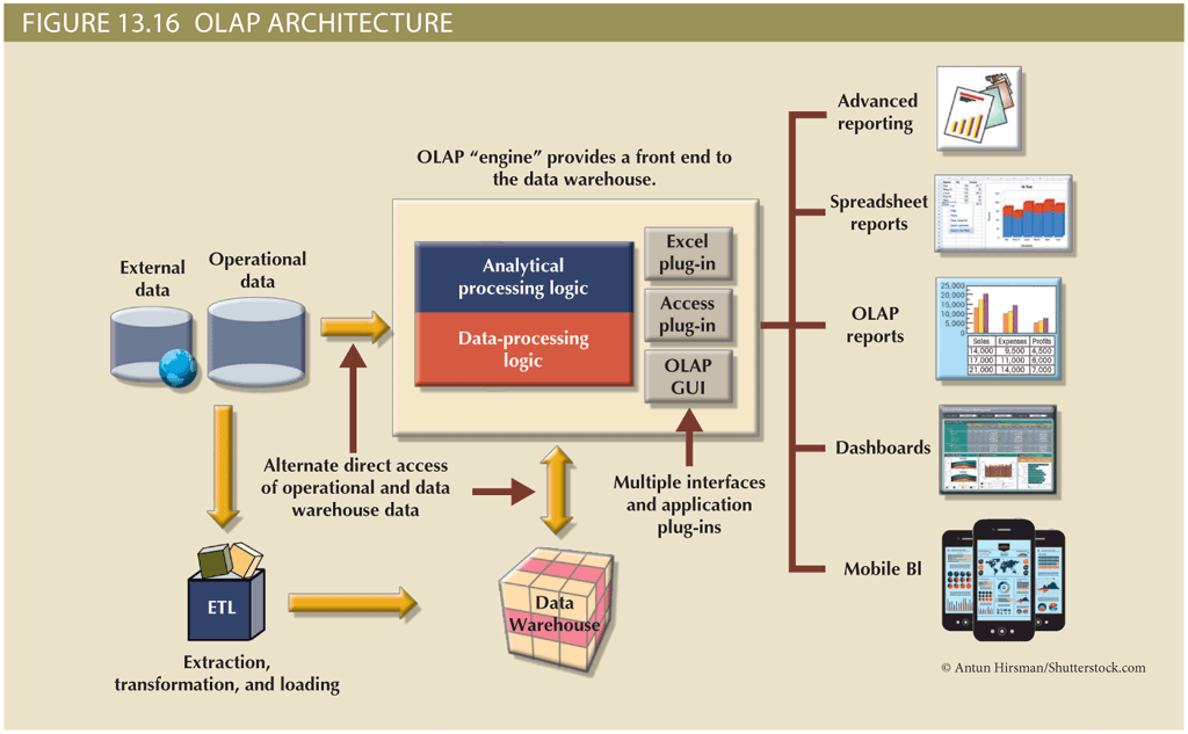 FIGURE 13.16 OLAP ARCHITECTURE
OLAP “engine” provides a front end to
the data warehouse.
External
data
Operational
data
Analytical
processing logic
Data-processing
logic
Excel
plug-in
Access
plug-in
OLAP
GUI
Alternate direct access
of operational and data
warehouse data
Multiple interfaces
and application
plug-ins
ETL
Extraction,
transformation, and loading
Data
Warehouse
Advanced
reporting
Spreadsheet
reports
OLAP
reports
25,000
20,000
15,000
10,000
5,000
0
Sales Expenses Profits
14,000 9,500 4,500
17,000 11,000 6,000
21,000 14,000 7,000
Dashboards
Mobile BI
© Antun Hirsman/Shutterstock.com